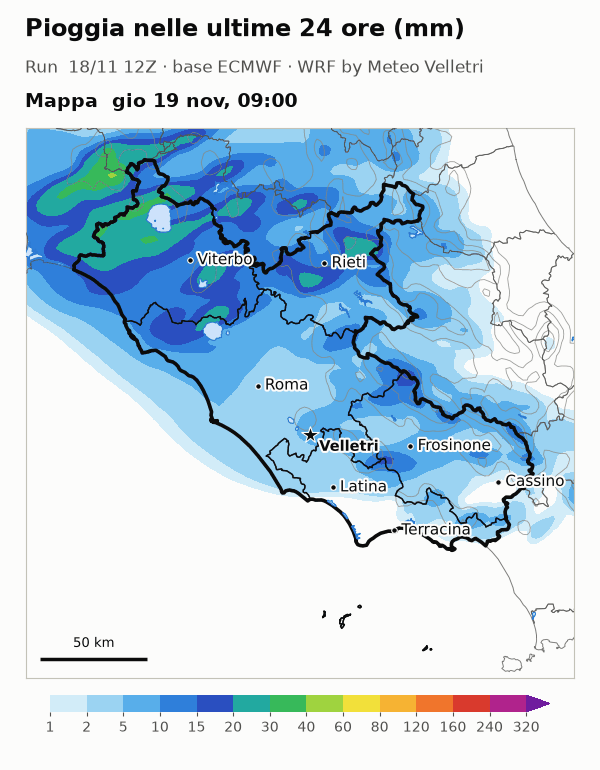 Pioggia nelle ultime 24 ore (mm)
Run 18/11 12Z · base ECMWF · WRF by Meteo Velletri
Mappa gio 19 nov, 09:00
Viterbo
Rieti
Roma
Velletri
Frosinone
Cassino
Latina
Terracina
50 km
1 2 5 10 15 20 30 40 60 80 120 160 240 320